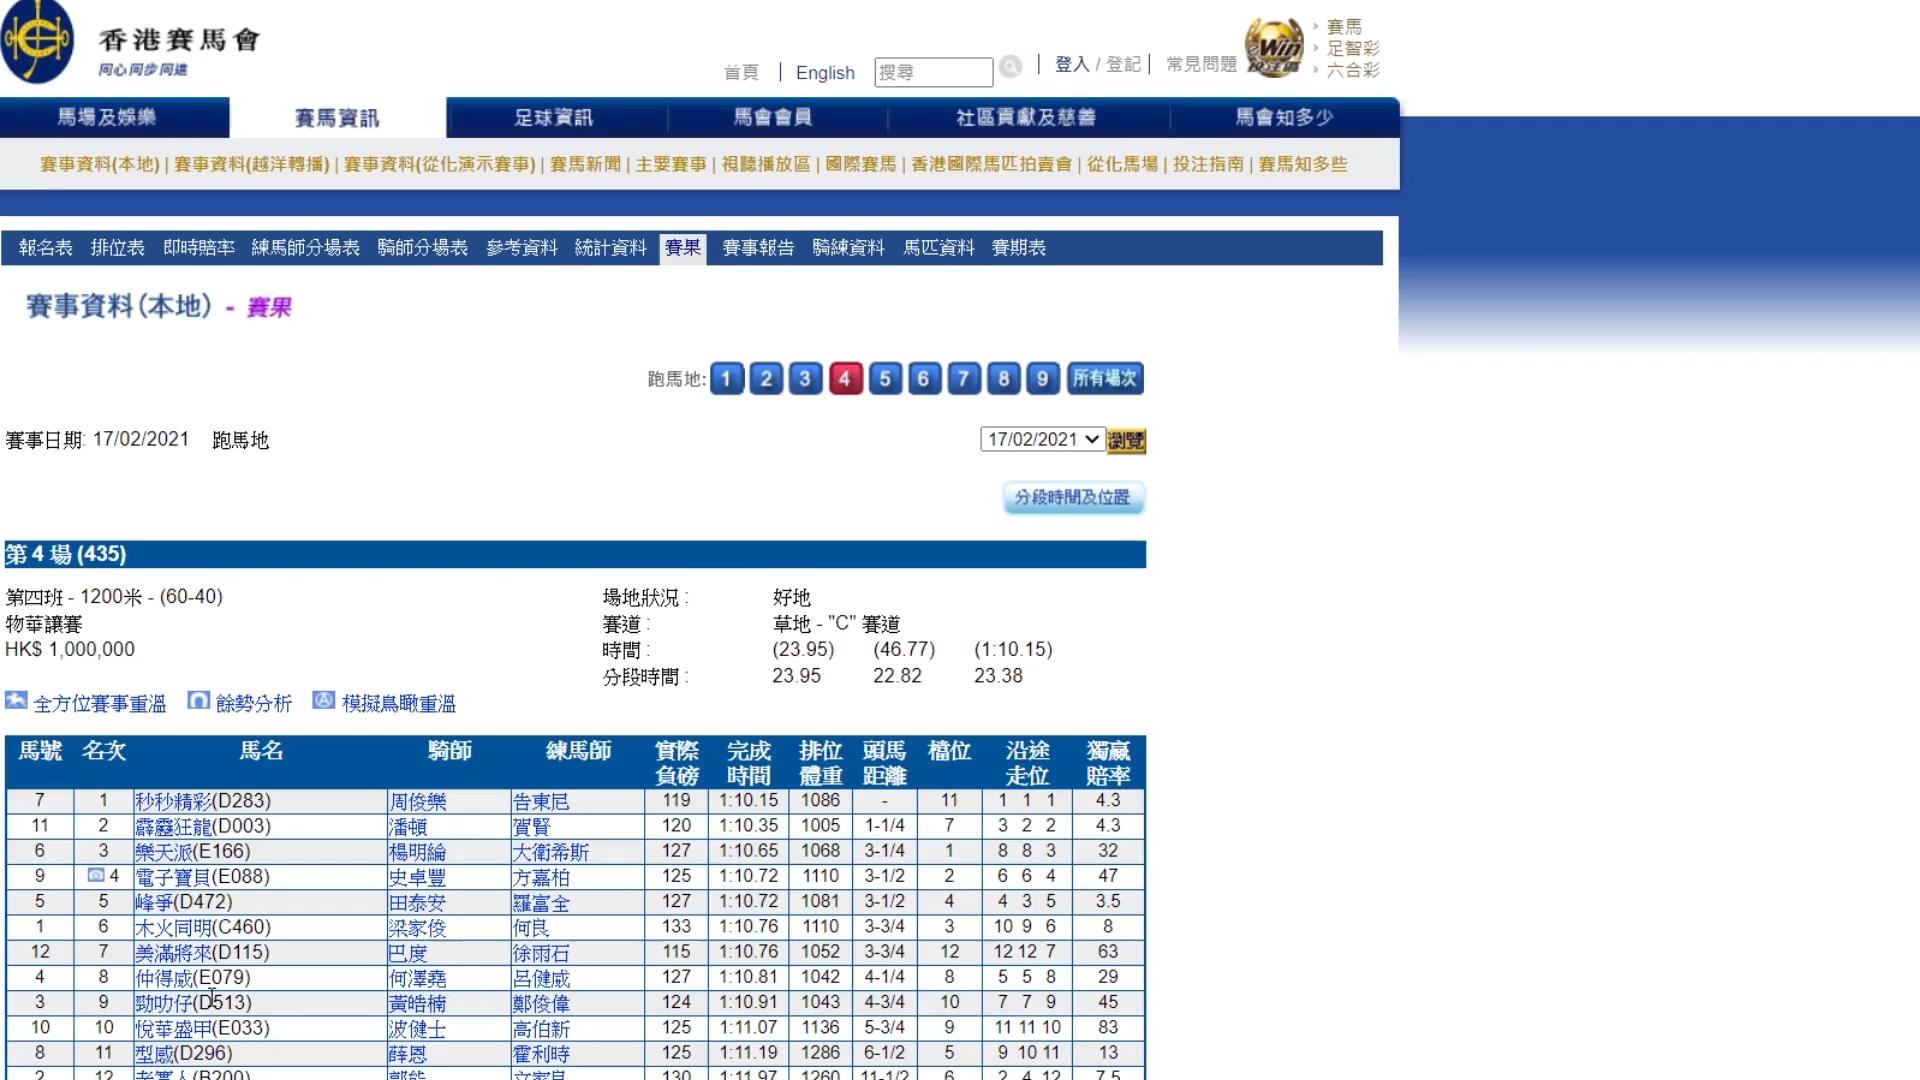 香港賽馬會
同心同步同進
首頁 | English 搜尋 | 登入 / 登記 | 常見問題
eWin
投注區
賽馬
足智彩
六合彩
馬場及娛樂 賽馬資訊 足球資訊 馬會會員 社區貢獻及慈善 馬會知多少
賽事資料(本地) | 賽事資料(越洋轉播) | 賽事資料(從化演示賽事) | 賽馬新聞 | 主要賽事 | 視聽播放區 | 國際賽馬 | 香港國際馬匹拍賣會 | 從化馬場 | 投注指南 | 賽馬知多些
報名表 排位表 即時賠率 練馬師分場表 騎師分場表 參考資料 統計資料 賽果 賽事報告 騎練資料 馬匹資料 賽期表
賽事資料(本地) - 賽果
跑馬地: 1 2 3 4 5 6 7 8 9 所有場次
賽事日期: 17/02/2021 跑馬地 17/02/2021 瀏覽
分段時間及位置
第 4 場 (435)
第四班 - 1200米 - (60-40) 場地狀況 : 好地
物華讓賽 賽道 : 草地 - "C" 賽道
HK$ 1,000,000 時間 : (23.95) (46.77) (1:10.15)
分段時間 : 23.95 22.82 23.38
全方位賽事重溫 餘勢分析 模擬鳥瞰重溫
馬號 名次 馬名 騎師 練馬師 實際負磅 完成時間 排位體重 頭馬距離 檔位 沿途走位 獨贏賠率
7 1 秒秒精彩(D283) 周俊樂 告東尼 119 1:10.15 1086 - 11 1 1 1 4.3
11 2 霹靂狂龍(D003) 潘頓 賀賢 120 1:10.35 1005 1-1/4 7 3 2 2 4.3
6 3 樂天派(E166) 楊明綸 大衛希斯 127 1:10.65 1068 3-1/4 1 8 8 3 32
9 4 電子寶貝(E088) 史卓豐 方嘉柏 125 1:10.72 1110 3-1/2 2 6 6 4 47
5 5 峰爭(D472) 田泰安 羅富全 127 1:10.72 1081 3-1/2 4 4 3 5 3.5
1 6 木火同明(C460) 梁家俊 何良 133 1:10.76 1110 3-3/4 3 10 9 6 8
12 7 美滿將來(D115) 巴度 徐雨石 115 1:10.76 1052 3-3/4 12 12 12 7 63
4 8 仲得威(E079) 何澤堯 呂健威 127 1:10.81 1042 4-1/4 8 5 5 8 29
3 9 勁叻仔(D513) 黃皓楠 鄭俊偉 124 1:10.91 1043 4-3/4 10 7 7 9 45
10 10 悅華盛甲(E033) 波健士 高伯新 125 1:11.07 1136 5-3/4 9 11 11 10 83
8 11 型感(D296) 薛恩 霍利時 125 1:11.19 1286 6-1/2 5 9 10 11 13
2 12 老實人(B200) 郭能 文家良 130 1:11.97 1260 11-1/2 6 2 4 12 7.5